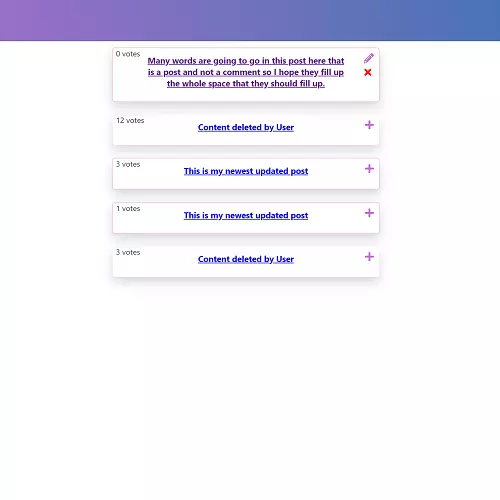 0 votes
Many words are going to go in this post here that
is a post and not a comment so I hope they fill up
the whole space that they should fill up.
12 votes
Content deleted by User
3 votes
This is my newest updated post
1 votes
This is my newest updated post
3 votes
Content deleted by User